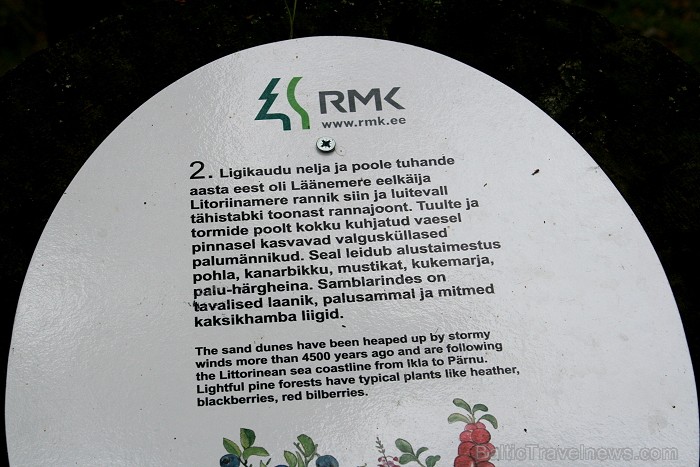 RMK
www.rmk.ee
2. Ligikaudu nelja ja poole tuhande
aasta eest oli Läänemere eelkäija
Litoriinamere rannik siin ja luitevall
tähistabki toonast rannajoont. Tuulte ja
tormide poolt kokku kuhjatud vaesel
pinnasel kasvavad valgusküllased
palumännikud. Seal leidub alustaimestus
pohla, kanarbikku, mustikat, kukemarja,
palu-härgheina. Samblarindes on
tavalised laanik, palusammal ja mitmed
kaksikhamba liigid.
The sand dunes have been heaped up by stormy
winds more than 4500 years ago and are following
the Littorinean sea coastline from Ikla to Pärnu.
Lightful pine forests have typical plants like heather,
blackberries, red bilberries.
BalticTravelnews.com